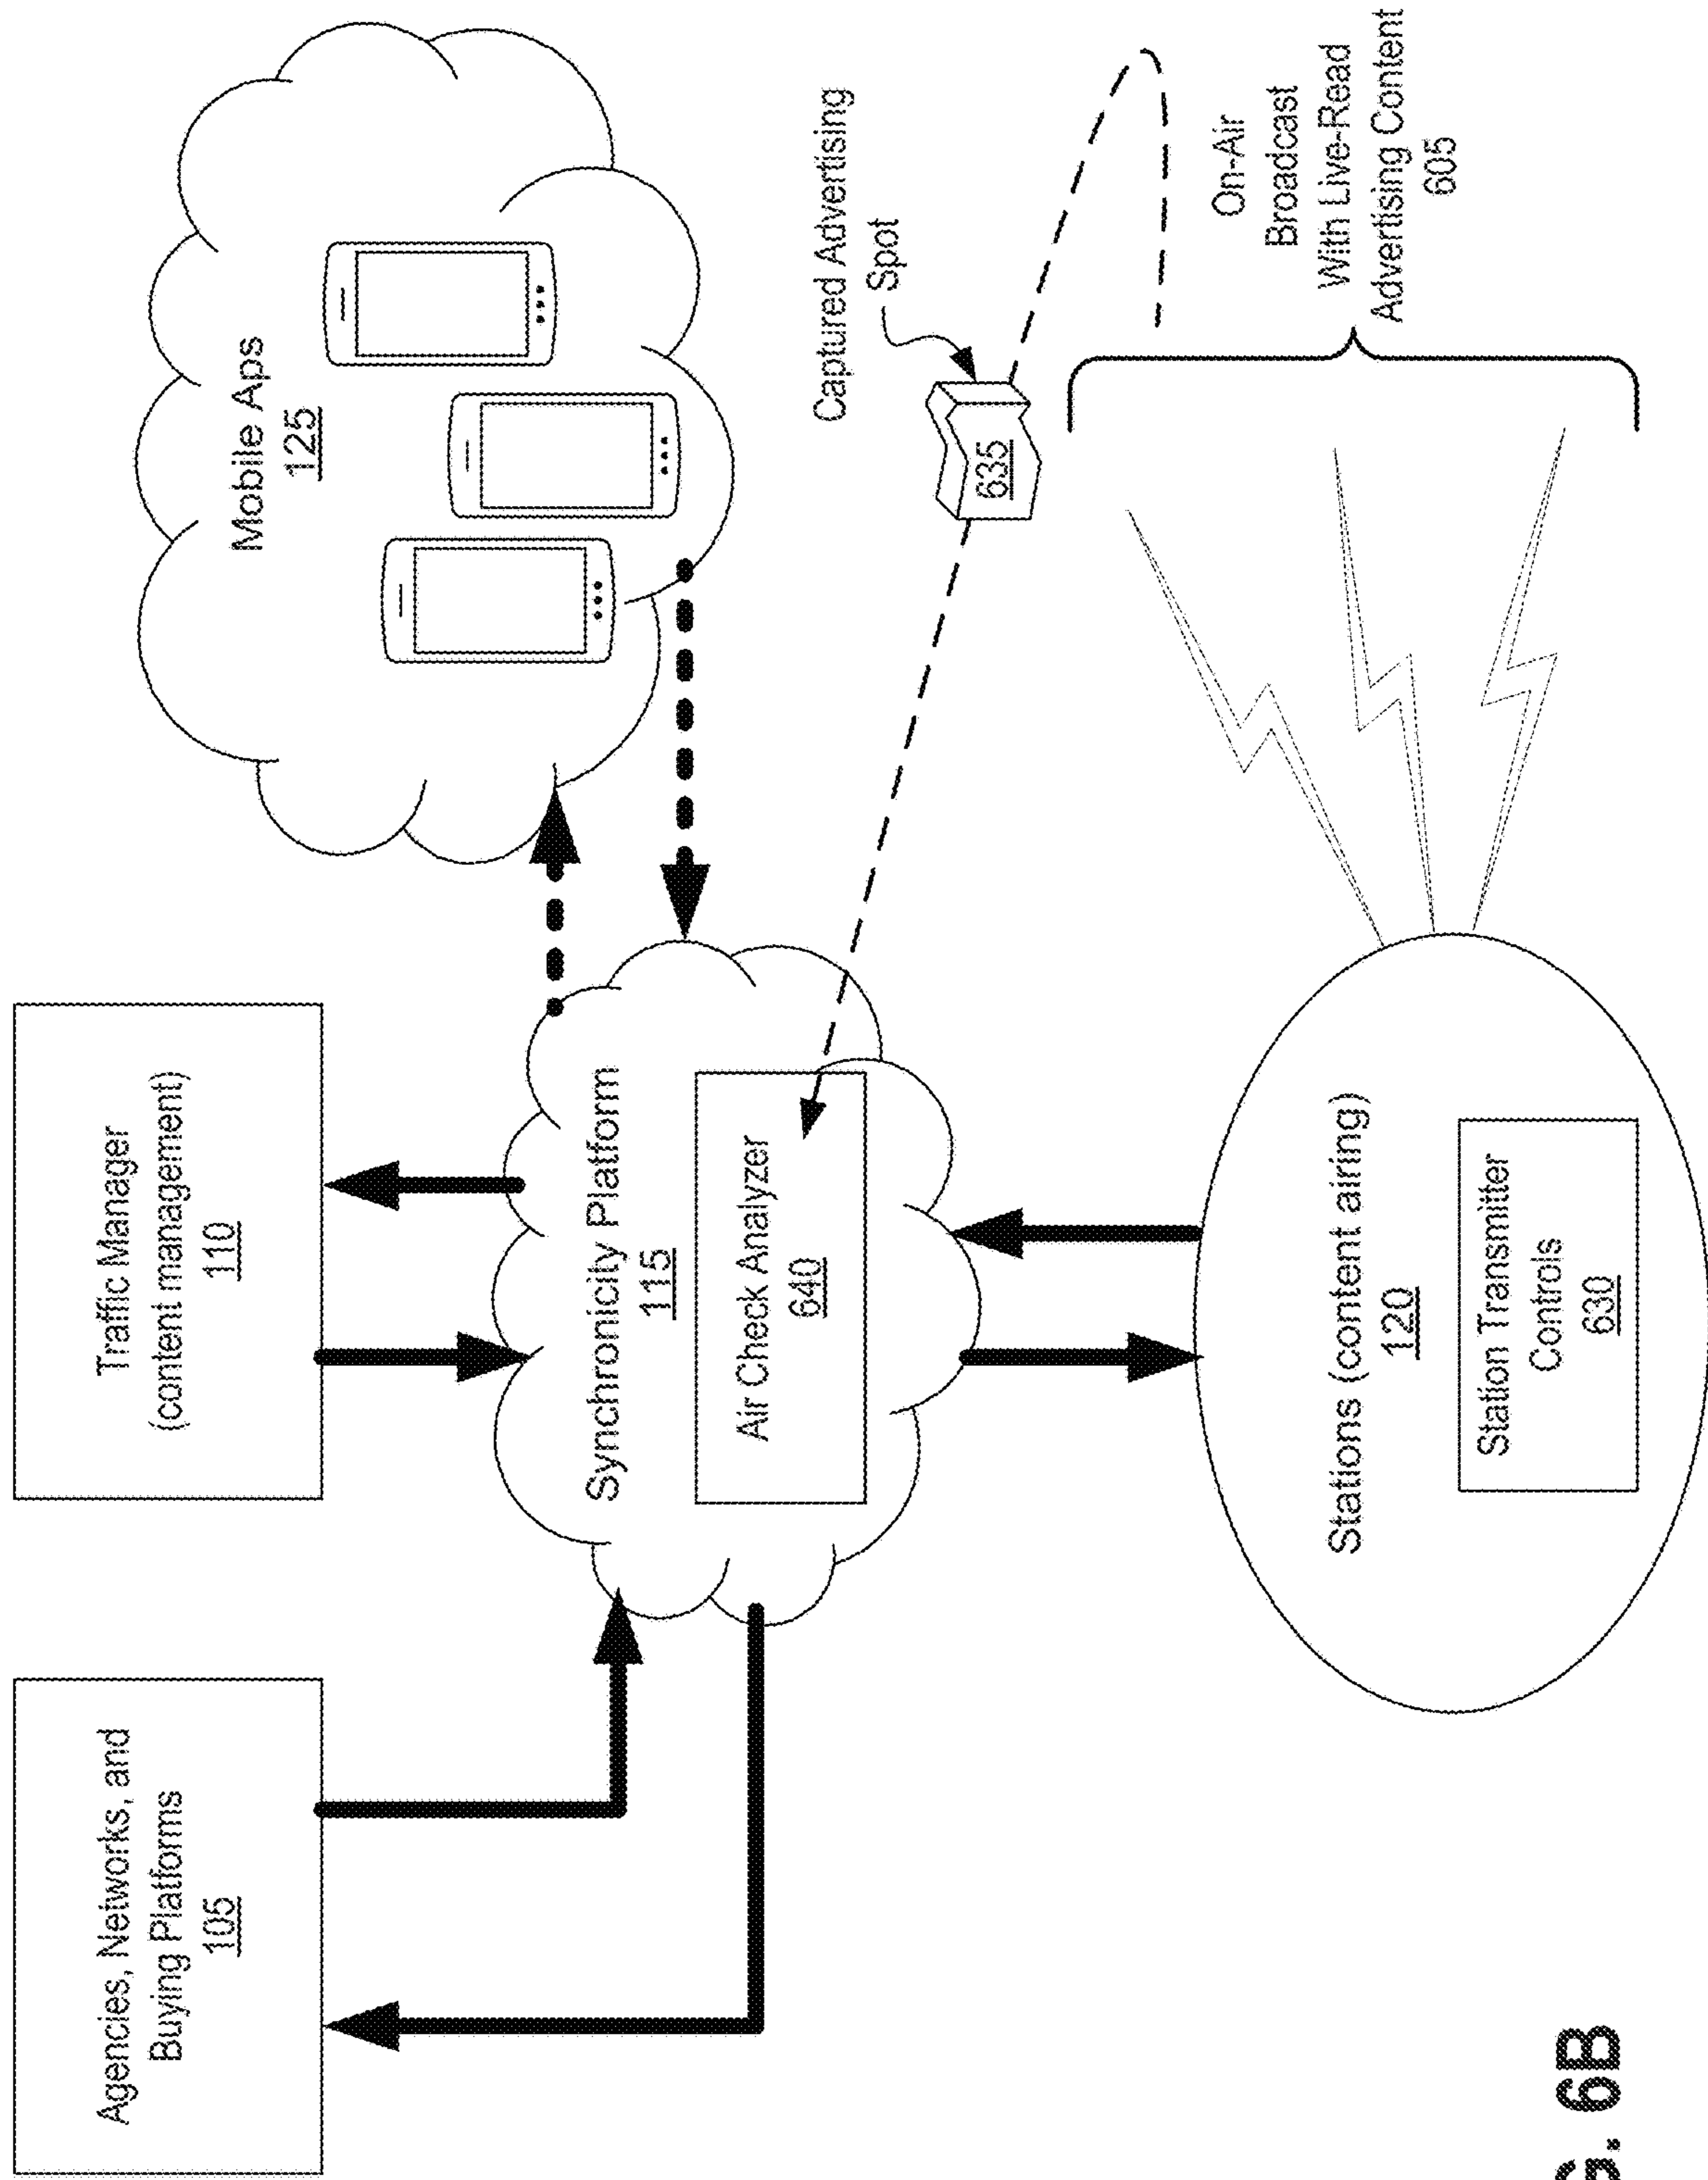 Agencies, Networks, and
Buying Platforms
105
Traffic Manager
(content management)
110
Mobile Aps
125
Synchronicity Platform
115
Air Check Analyzer
640
Captured Advertising
Spot
635
On-Air
Broadcast
With Live-Read
Advertising Content
605
Stations (content airing)
120
Station Transmitter
Controls
630
G. 6B